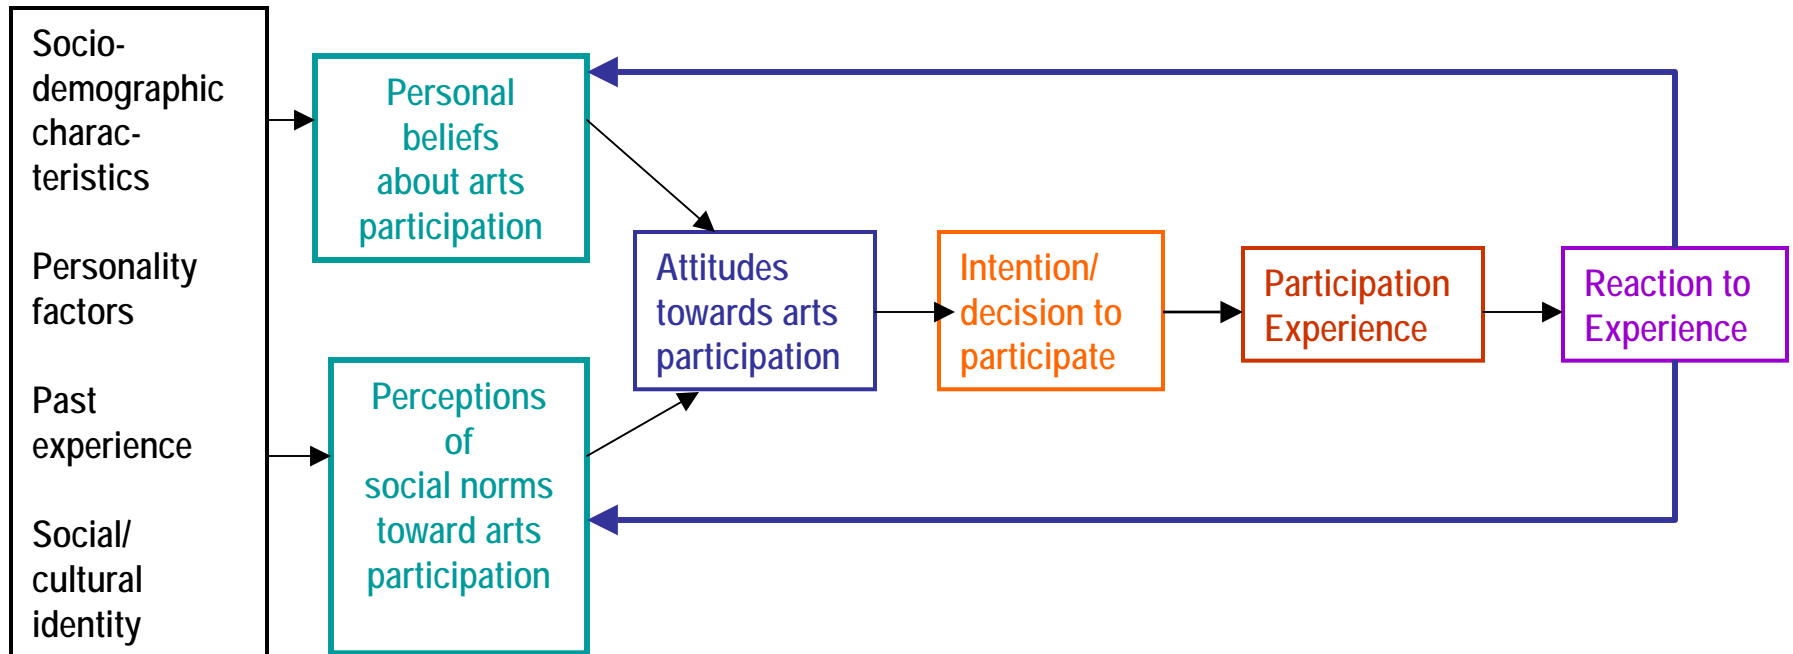 Socio-
demographic
charac-
teristics
Personality
factors
Past
experience
Social/
cultural
identity
Personal
beliefs
about arts
participation
Perceptions
of
social norms
toward arts
participation
Attitudes
towards arts
participation
Intention/
decision to
participate
Participation
Experience
Reaction to
Experience